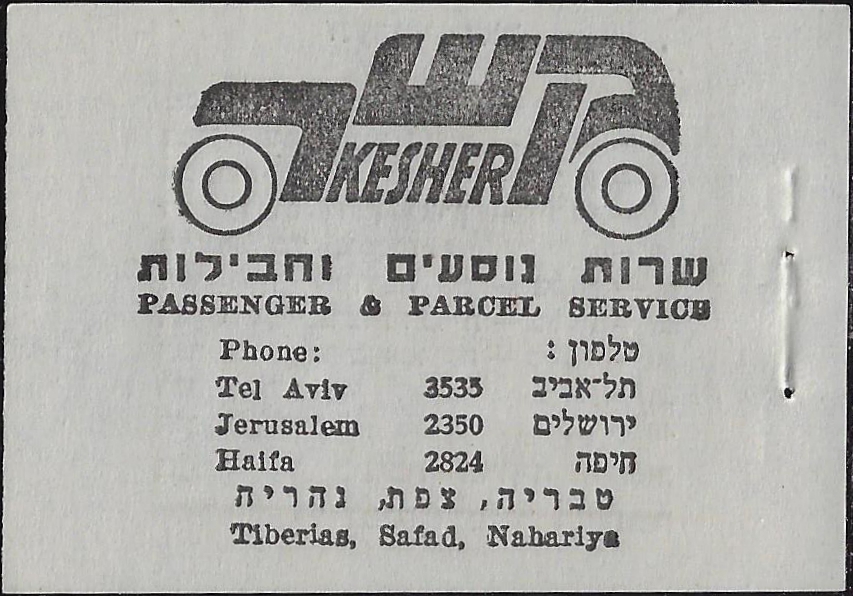 קשר
KESHER
שרות נוסעים וחבילות
PASSENGER & PARCEL SERVICE
Phone: טלפון:
Tel Aviv 3535 תל-אביב
Jerusalem 2350 ירושלים
Haifa 2824 חיפה
טבריה, צפת, נהריה
Tiberias, Safad, Nahariya